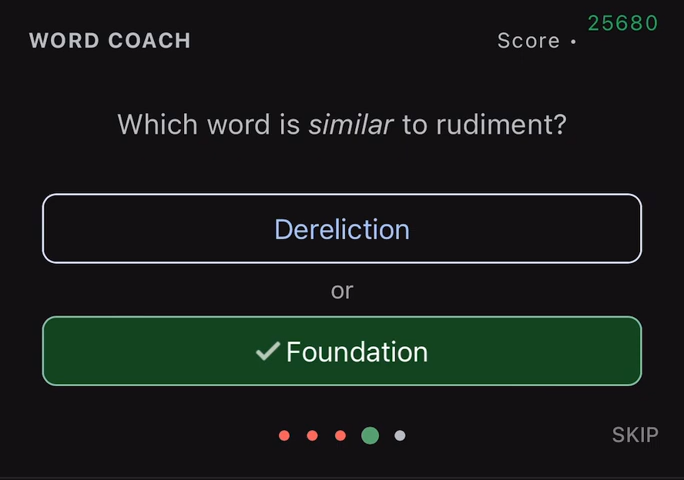 WORD COACH
Score • 25680
Which word is similar to rudiment?
Dereliction
or
✓ Foundation
SKIP